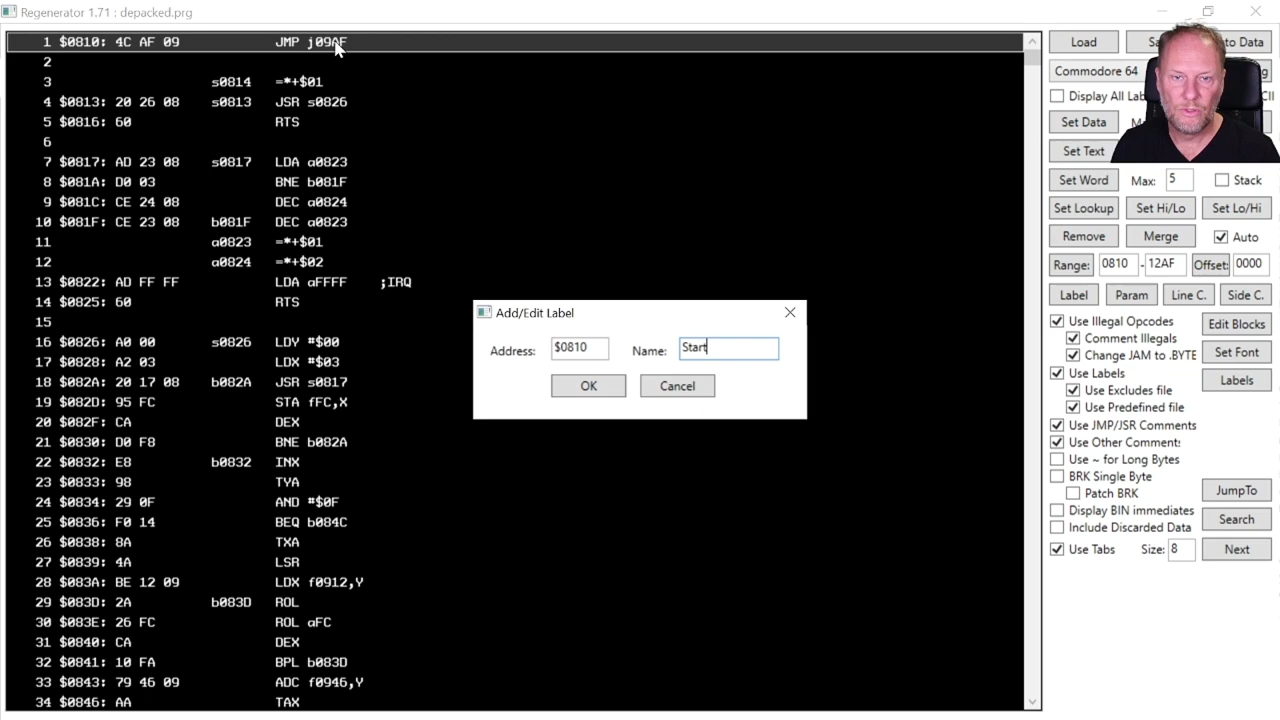 Regenerator 1.71 : depacked.prg
1 $0810: 4C AF 09 JMP j09AF
2
3 s0814 =*+$01
4 $0813: 20 26 08 s0813 JSR s0826
5 $0816: 60 RTS
6
7 $0817: AD 23 08 s0817 LDA a0823
8 $081A: D0 03 BNE b081F
9 $081C: CE 24 08 DEC a0824
10 $081F: CE 23 08 b081F DEC a0823
11 a0823 =*+$01
12 a0824 =*+$02
13 $0822: AD FF FF LDA aFFFF ;IRQ
14 $0825: 60 RTS
15
16 $0826: A0 00 s0826 LDY #$00
17 $0828: A2 03 LDX #$03
18 $082A: 20 17 08 b082A JSR s0817
19 $082D: 95 FC STA fFC,X
20 $082F: CA DEX
21 $0830: D0 F8 BNE b082A
22 $0832: E8 b0832 INX
23 $0833: 98 TYA
24 $0834: 29 0F AND #$0F
25 $0836: F0 14 BEQ b084C
26 $0838: 8A TXA
27 $0839: 4A LSR
28 $083A: BE 12 09 LDX f0912,Y
29 $083D: 2A b083D ROL
30 $083E: 26 FC ROL aFC
31 $0840: CA DEX
32 $0841: 10 FA BPL b083D
33 $0843: 79 46 09 ADC f0946,Y
34 $0846: AA TAX
Add/Edit Label
Address: $0810 Name: Start
OK Cancel
Load Data
Commodore 64
Display All
Set Data
Set Text
Set Word Max: 5 Stack
Set Lookup Set Hi/Lo Set Lo/Hi
Remove Merge Auto
Range: 0810 - 12AF Offset: 0000
Label Param Line C. Side C.
Use Illegal Opcodes Edit Blocks
Comment Illegals
Change JAM to .BYTE Set Font
Use Labels Labels
Use Excludes file
Use Predefined file
Use JMP/JSR Comments
Use Other Comment:
Use ~ for Long Bytes
BRK Single Byte JumpTo
Patch BRK
Display BIN immediates Search
Include Discarded Data
Use Tabs Size: 8 Next